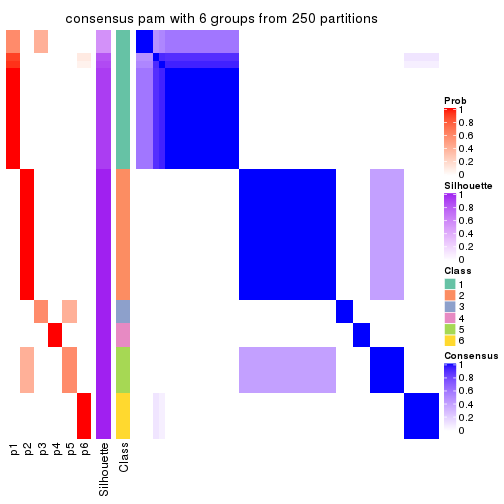 consensus pam with 6 groups from 250 partitions
Prob
1
0.8
0.6
0.4
0.2
0
Silhouette
1
0.8
0.6
0.4
0.2
0
Class
1
2
3
4
5
6
Consensus
1
0.8
0.6
0.4
0.2
0
p1
p2
p3
p4
p5
p6
Silhouette
Class